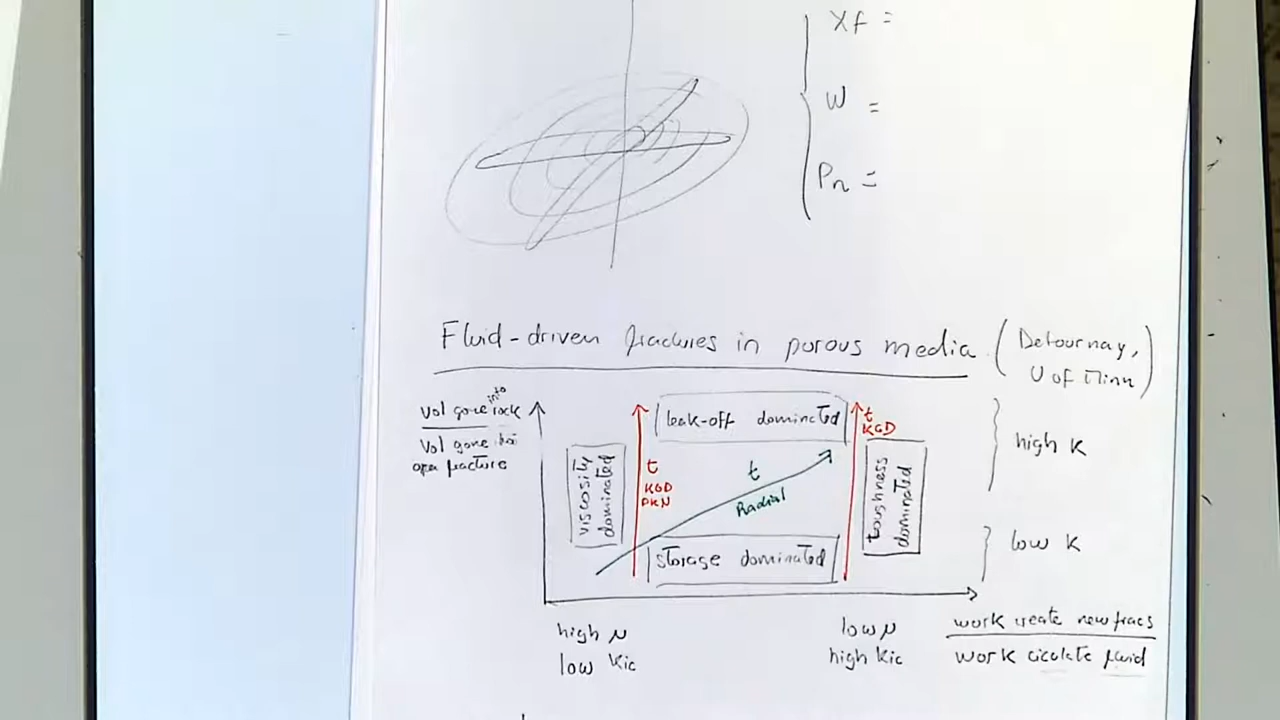 Xf =
W =
Pn =
Fluid-driven fractures in porous media (Detournay,
U of Minn)
Vol gone into rock
Vol gone
open fracture
leak-off dominated
viscosity
dominated
t
KGD
PKN
t
Radial
t
KGD
toughness
dominated
storage dominated
high k
low k
high μ
low KIC
low μ
high KIC
work create new fracs
work ciculate fluid